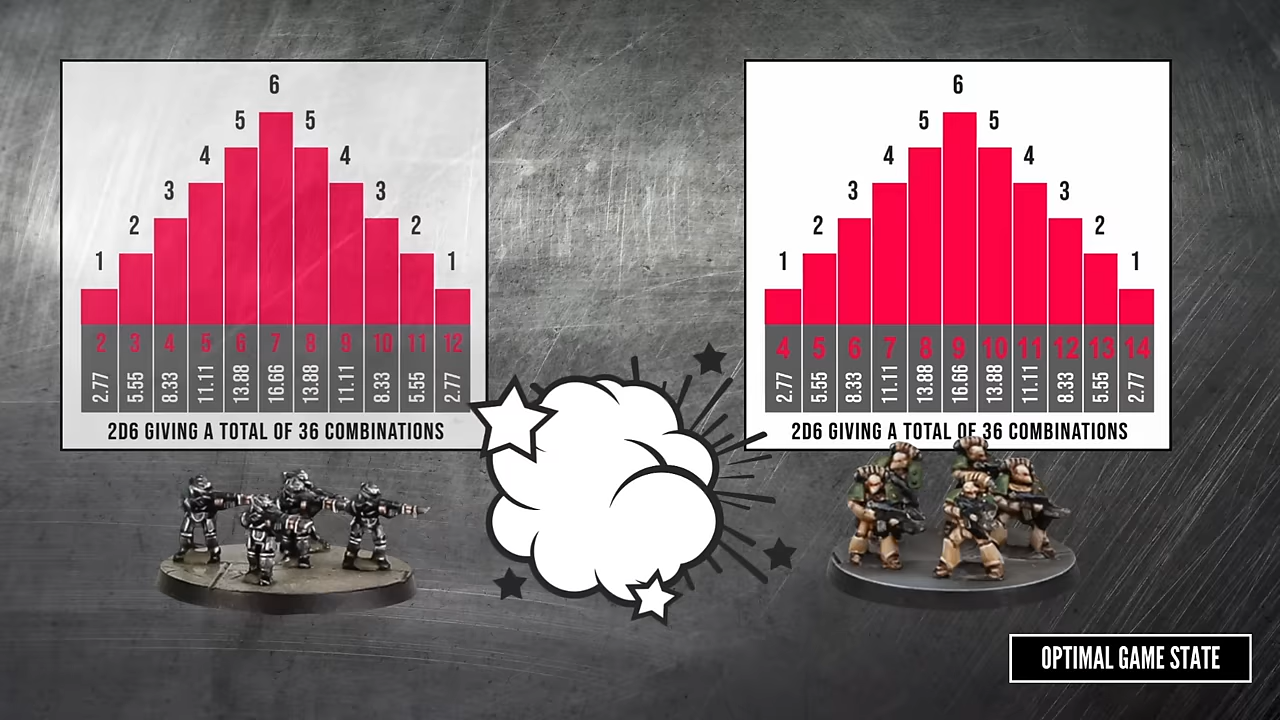 6
5 5
4 4
3 3
2 2
1 1
2 3 4 5 6 7 8 9 10 11 12
2.77 5.55 8.33 11.11 13.88 16.66 13.88 11.11 8.33 5.55 2.77
2D6 GIVING A TOTAL OF 36 COMBINATIONS
6
5 5
4 4
3 3
2 2
1 1
4 5 6 7 8 9 10 11 12 13 14
2.77 5.55 8.33 11.11 13.88 16.66 13.88 11.11 8.33 5.55 2.77
2D6 GIVING A TOTAL OF 36 COMBINATIONS
OPTIMAL GAME STATE